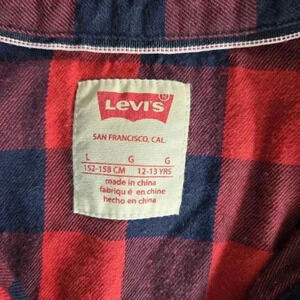 LEVI'S
SAN FRANCISCO, CAL.
L G G
152-158 CM 12-13 YRS
made in china
fabriqué en chine
hecho en china